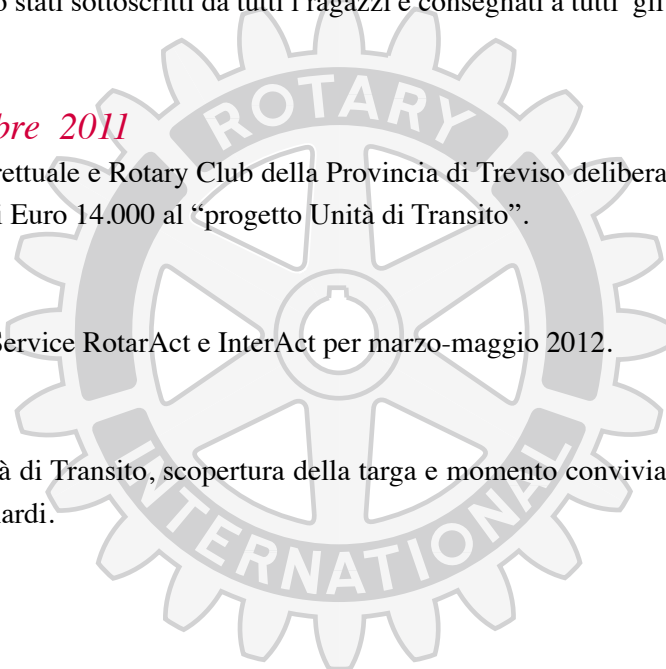 o stati sottoscritti da tutti i ragazzi e consegnati a tutti gli
bre 2011
ettuale e Rotary Club della Provincia di Treviso delibera
i Euro 14.000 al “progetto Unità di Transito”.
Service RotarAct e InterAct per marzo-maggio 2012.
à di Transito, scopertura della targa e momento convivia
ardi.
ROTARY
INTERNATIONAL